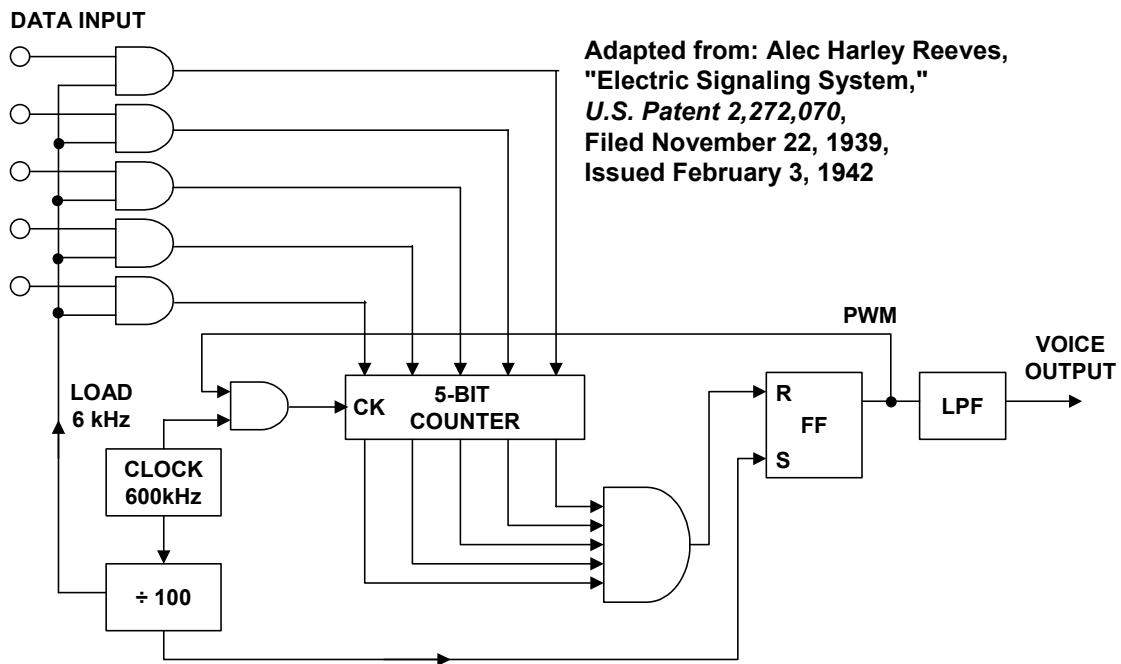 DATA INPUT
Adapted from: Alec Harley Reeves,
"Electric Signaling System,"
U.S. Patent 2,272,070,
Filed November 22, 1939,
Issued February 3, 1942
PWM
VOICE
OUTPUT
LOAD
6 kHz
CK
5-BIT
COUNTER
R
FF
S
LPF
CLOCK
600kHz
÷ 100